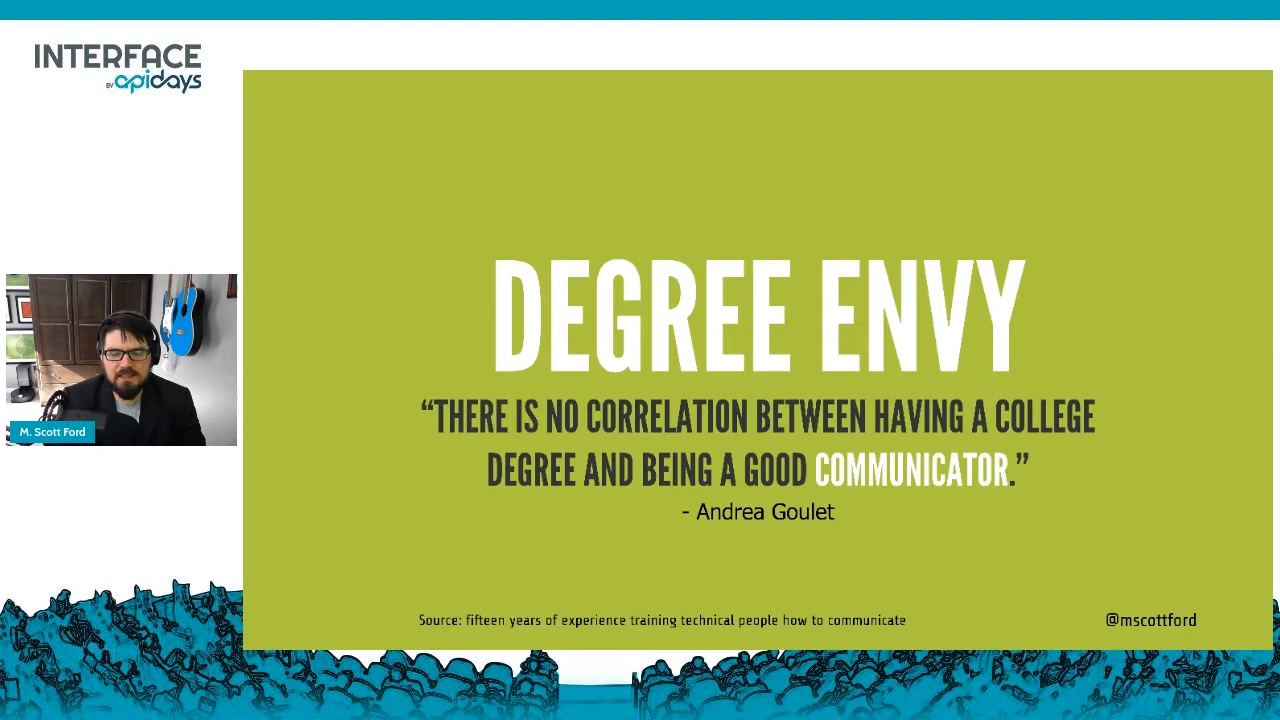 INTERFACE
BY apidays
DEGREE ENVY
“THERE IS NO CORRELATION BETWEEN HAVING A COLLEGE
DEGREE AND BEING A GOOD COMMUNICATOR.”
- Andrea Goulet
M. Scott Ford
Source: fifteen years of experience training technical people how to communicate
@mscottford